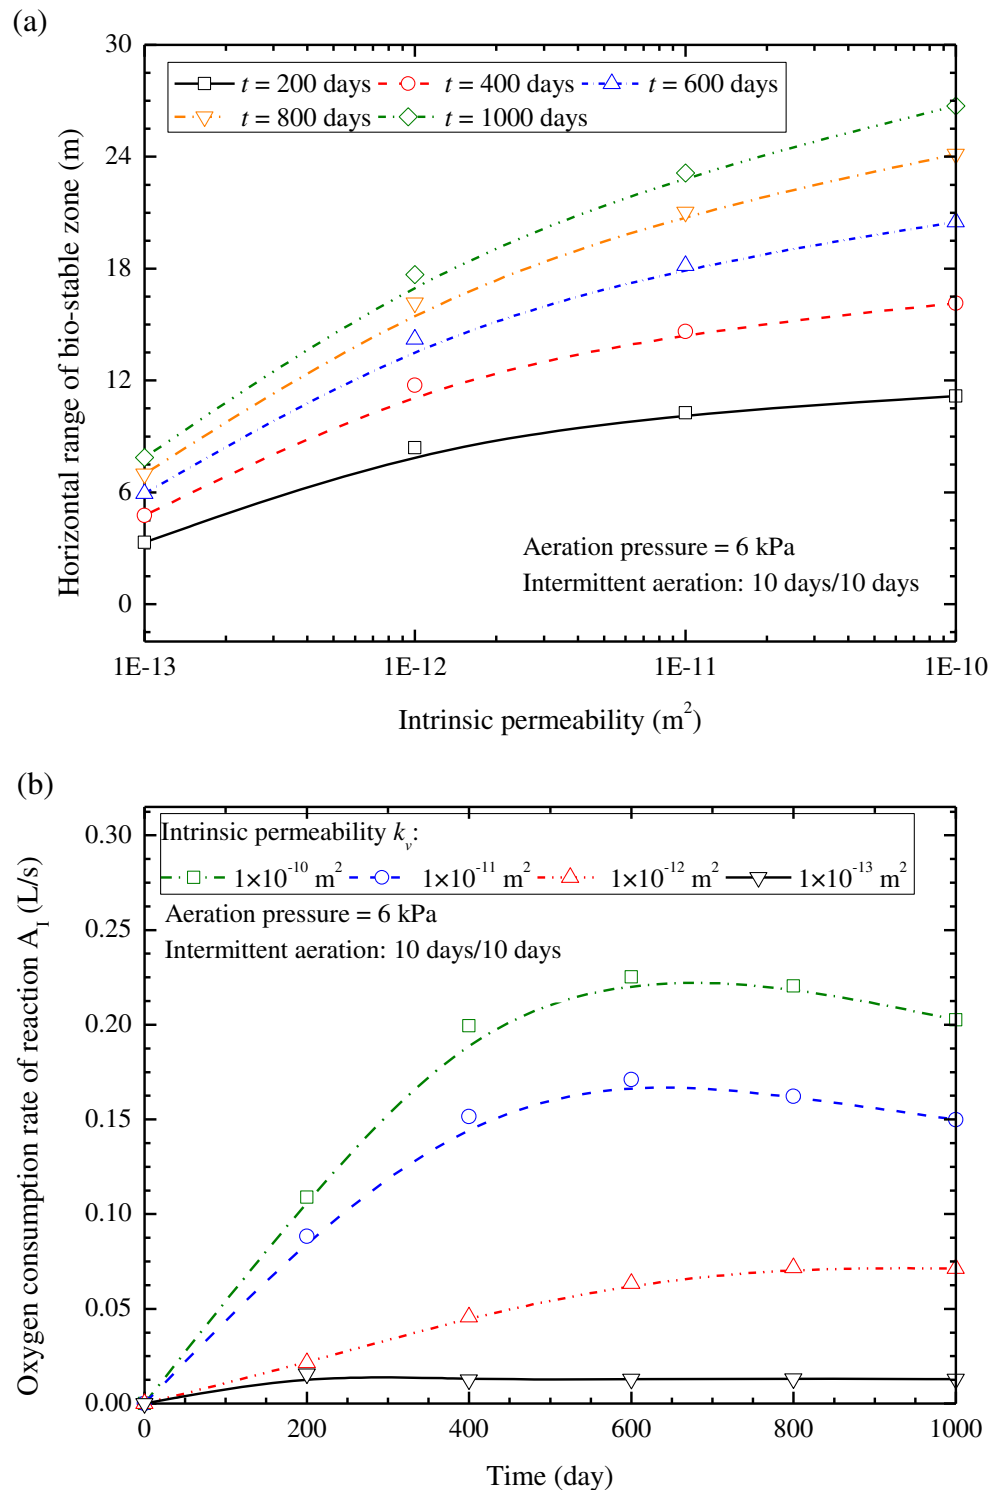 (a)
30
24
18
12
6
0
Horizontal range of bio-stable zone (m)
t = 200 days t = 400 days t = 600 days
t = 800 days t = 1000 days
Aeration pressure = 6 kPa
Intermittent aeration: 10 days/10 days
1E-13 1E-12 1E-11 1E-10
Intrinsic permeability (m²)
(b)
0.30
0.25
0.20
0.15
0.10
0.05
0.00
Oxygen consumption rate of reaction A_I (L/s)
Intrinsic permeability k_v:
1×10⁻¹⁰ m² 1×10⁻¹¹ m² 1×10⁻¹² m² 1×10⁻¹³ m²
Aeration pressure = 6 kPa
Intermittent aeration: 10 days/10 days
0 200 400 600 800 1000
Time (day)